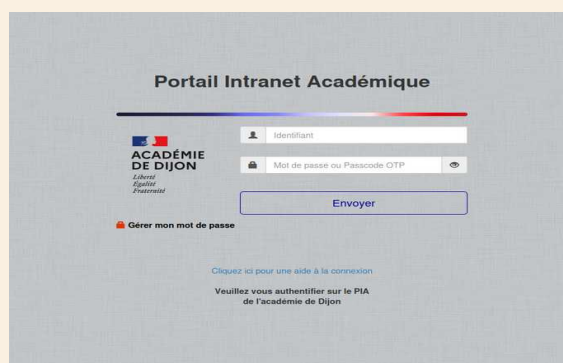 Portail Intranet Académique
Identifiant
ACADÉMIE
DE DIJON
Liberté
Égalité
Fraternité
Mot de passe ou Passcode OTP
Envoyer
Gérer mon mot de passe
Cliquez ici pour une aide à la connexion
Veuillez vous authentifier sur le PIA
de l'académie de Dijon